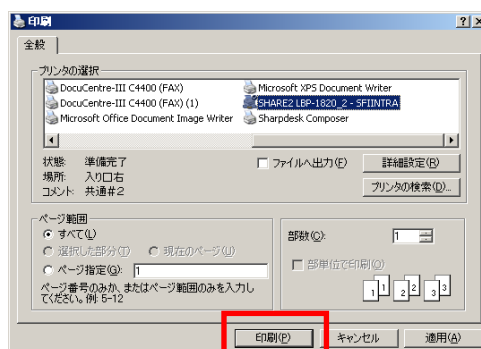 印刷
全般
プリンタの選択
DocuCentre-III C4400 (FAX)
Microsoft XPS Document Writer
DocuCentre-III C4400 (FAX) (1)
SHARE2 LBP-1820_2 - SFIINTRA
Microsoft Office Document Image Writer
Sharpdesk Composer
状態: 準備完了
ファイルへ出力(F)
詳細設定(R)
場所: 入り口右
コメント: 共通#2
プリンタの検索(D)...
ページ範囲
すべて(L)
部数(C): 1
選択した部分(T)
現在のページ(U)
部単位で印刷(O)
ページ指定(G): 1
ページ番号のみか、またはページ範囲のみを入力し
てください。例: 5-12
1 1 2 2 3 3
印刷(P)
キャンセル
適用(A)